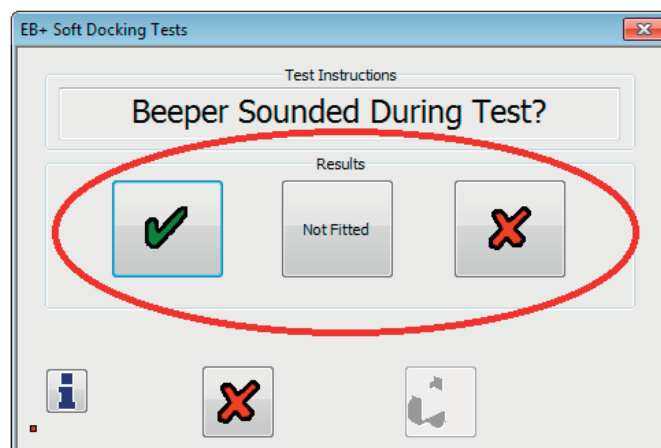 EB+ Soft Docking Tests
Test Instructions
Beeper Sounded During Test?
Results
Not Fitted